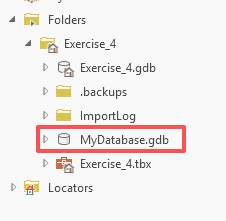 Folders
Exercise_4
Exercise_4.gdb
.backups
ImportLog
MyDatabase.gdb
Exercise_4.tbx
Locators